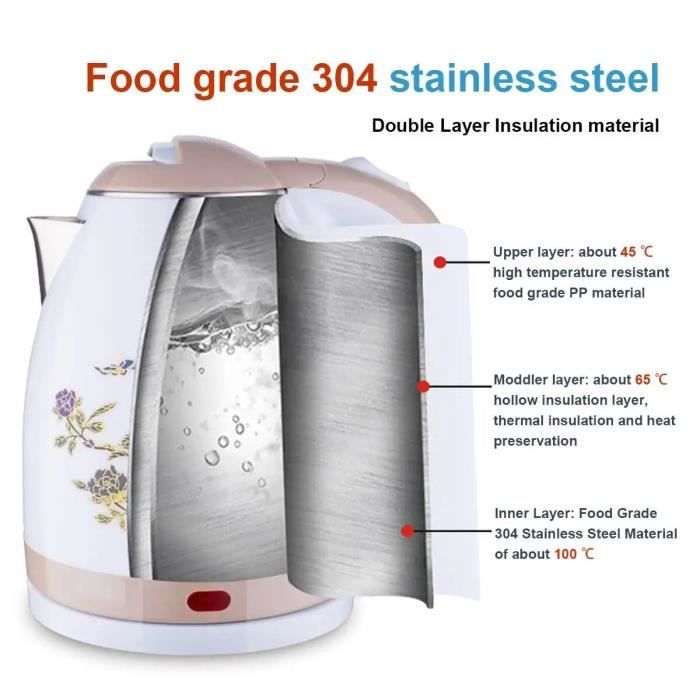 Food grade 304 stainless steel
Double Layer Insulation material
Upper layer: about 45 ℃
high temperature resistant
food grade PP material
Moddler layer: about 65 ℃
hollow insulation layer,
thermal insulation and heat
preservation
Inner Layer: Food Grade
304 Stainless Steel Material
of about 100 ℃